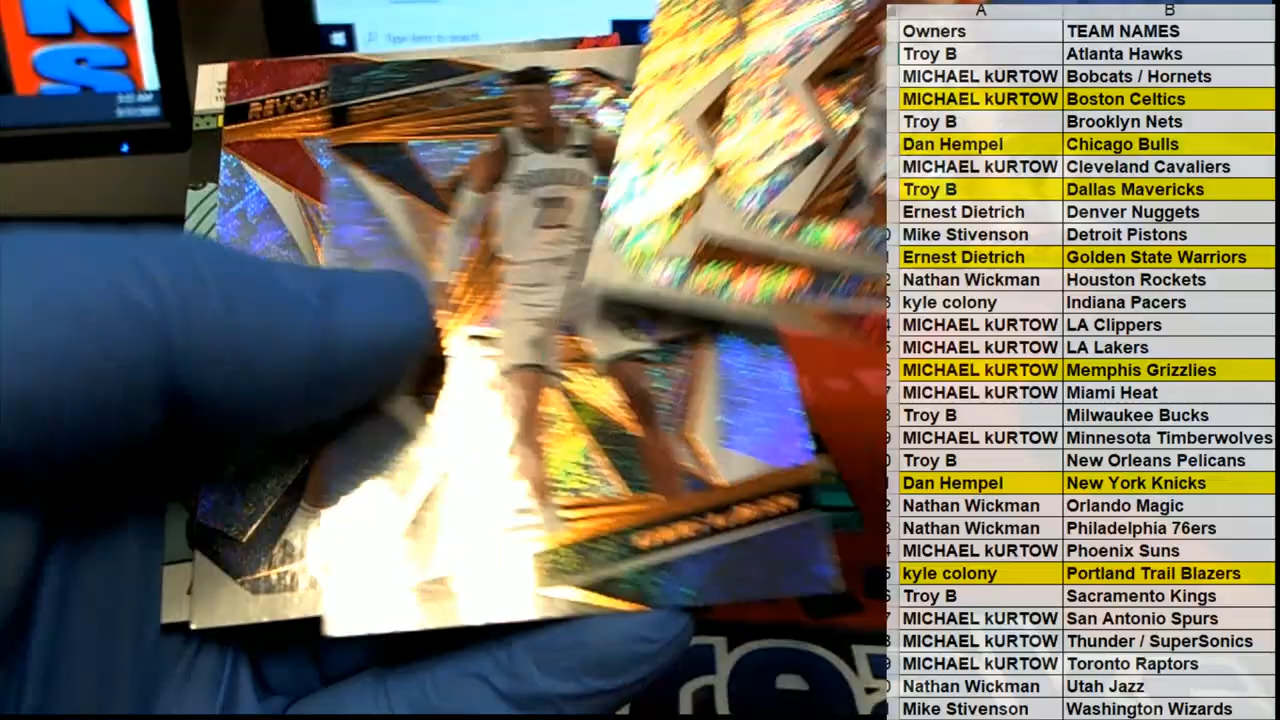 A B
Owners TEAM NAMES
Troy B Atlanta Hawks
MICHAEL kURTOW Bobcats / Hornets
MICHAEL kURTOW Boston Celtics
Troy B Brooklyn Nets
Dan Hempel Chicago Bulls
MICHAEL kURTOW Cleveland Cavaliers
Troy B Dallas Mavericks
Ernest Dietrich Denver Nuggets
Mike Stivenson Detroit Pistons
Ernest Dietrich Golden State Warriors
Nathan Wickman Houston Rockets
kyle colony Indiana Pacers
MICHAEL kURTOW LA Clippers
MICHAEL kURTOW LA Lakers
MICHAEL kURTOW Memphis Grizzlies
MICHAEL kURTOW Miami Heat
Troy B Milwaukee Bucks
MICHAEL kURTOW Minnesota Timberwolves
Troy B New Orleans Pelicans
Dan Hempel New York Knicks
Nathan Wickman Orlando Magic
Nathan Wickman Philadelphia 76ers
MICHAEL kURTOW Phoenix Suns
kyle colony Portland Trail Blazers
Troy B Sacramento Kings
MICHAEL kURTOW San Antonio Spurs
MICHAEL kURTOW Thunder / SuperSonics
MICHAEL kURTOW Toronto Raptors
Nathan Wickman Utah Jazz
Mike Stivenson Washington Wizards
KS
Type here to search
REVOL